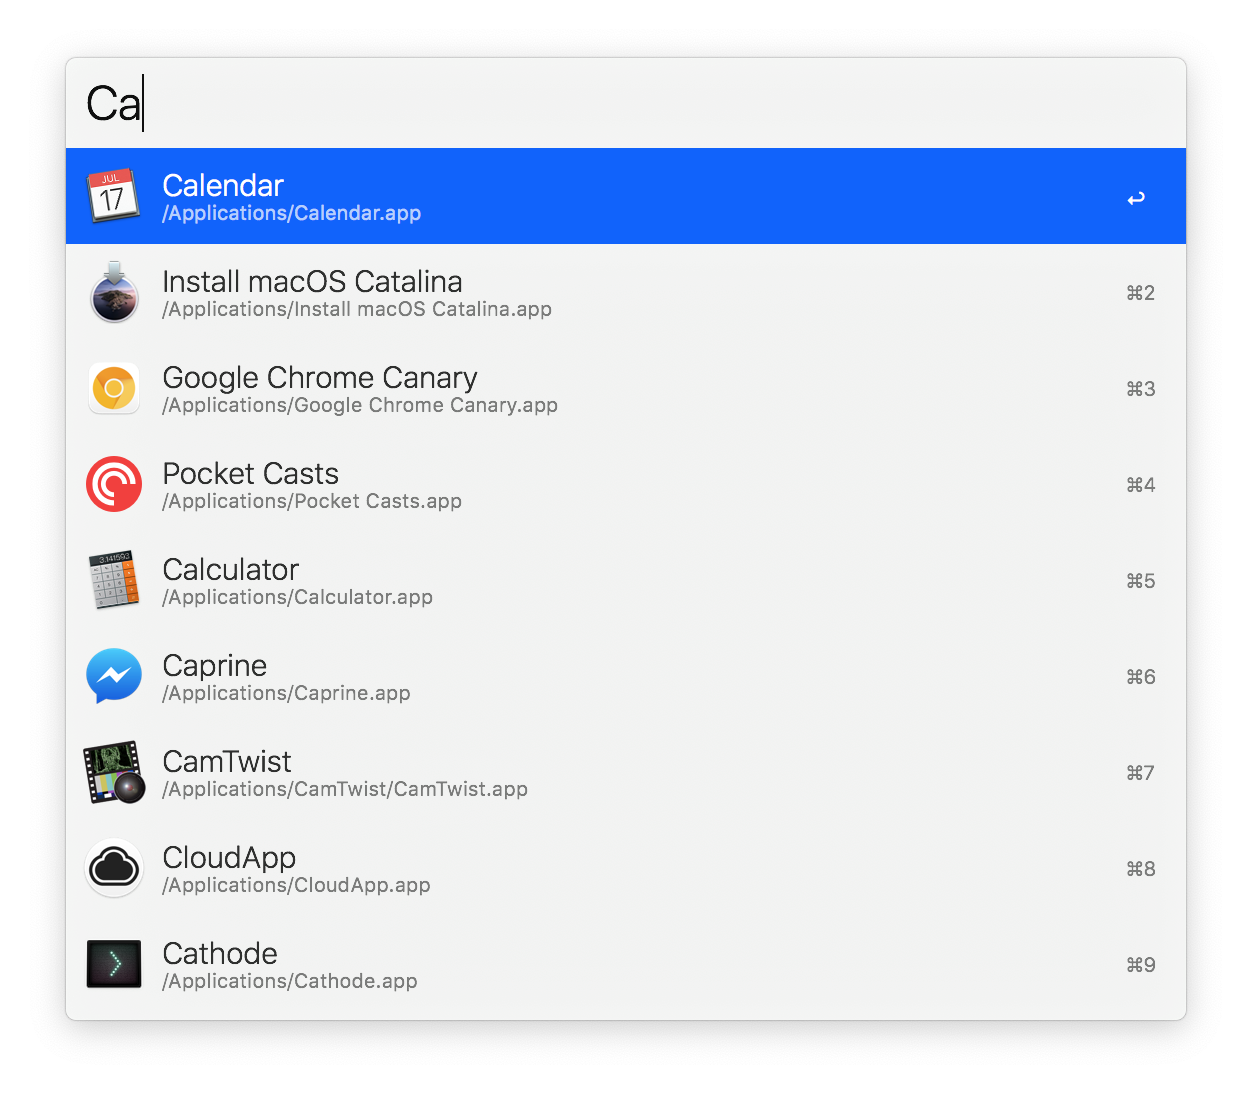 Ca
JUL
17
Calendar
/Applications/Calendar.app
↩
Install macOS Catalina
/Applications/Install macOS Catalina.app
⌘2
Google Chrome Canary
/Applications/Google Chrome Canary.app
⌘3
Pocket Casts
/Applications/Pocket Casts.app
⌘4
3.141593
Calculator
/Applications/Calculator.app
⌘5
Caprine
/Applications/Caprine.app
⌘6
CamTwist
/Applications/CamTwist/CamTwist.app
⌘7
CloudApp
/Applications/CloudApp.app
⌘8
Cathode
/Applications/Cathode.app
⌘9